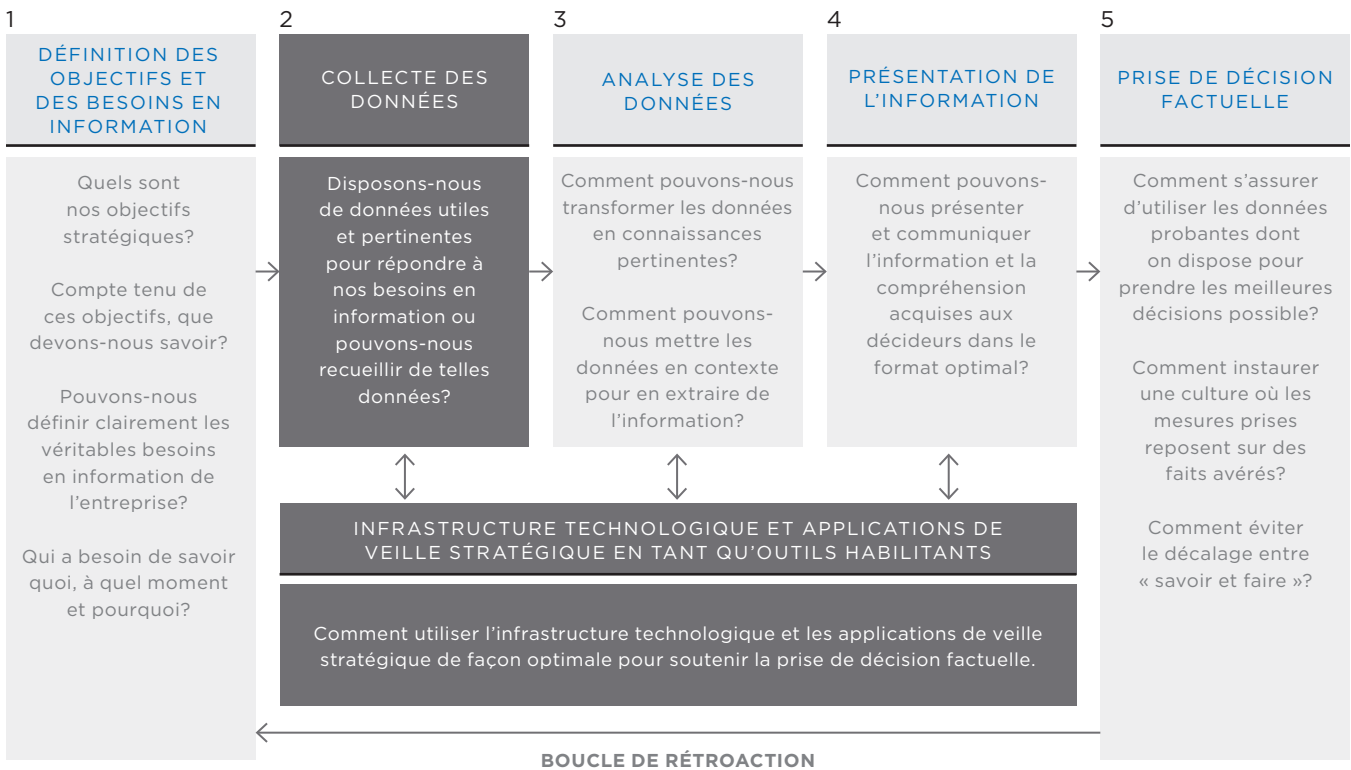 1
DÉFINITION DES
OBJECTIFS ET
DES BESOINS EN
INFORMATION
Quels sont
nos objectifs
stratégiques?
Compte tenu de
ces objectifs, que
devons-nous savoir?
Pouvons-nous
définir clairement les
véritables besoins
en information de
l’entreprise?
Qui a besoin de savoir
quoi, à quel moment
et pourquoi?
2
COLLECTE DES
DONNÉES
Disposons-nous
de données utiles
et pertinentes
pour répondre à
nos besoins en
information ou
pouvons-nous
recueillir de telles
données?
3
ANALYSE DES
DONNÉES
Comment pouvons-nous
transformer les données
en connaissances
pertinentes?
Comment pouvons-
nous mettre les
données en contexte
pour en extraire de
l’information?
4
PRÉSENTATION DE
L’INFORMATION
Comment pouvons-
nous présenter
et communiquer
l’information et la
compréhension
acquises aux
décideurs dans le
format optimal?
5
PRISE DE DÉCISION
FACTUELLE
Comment s’assurer
d’utiliser les données
probantes dont
on dispose pour
prendre les meilleures
décisions possible?
Comment instaurer
une culture où les
mesures prises
reposent sur des
faits avérés?
Comment éviter
le décalage entre
« savoir et faire »?
INFRASTRUCTURE TECHNOLOGIQUE ET APPLICATIONS DE
VEILLE STRATÉGIQUE EN TANT QU’OUTILS HABILITANTS
Comment utiliser l’infrastructure technologique et les applications de veille
stratégique de façon optimale pour soutenir la prise de décision factuelle.
BOUCLE DE RÉTROACTION